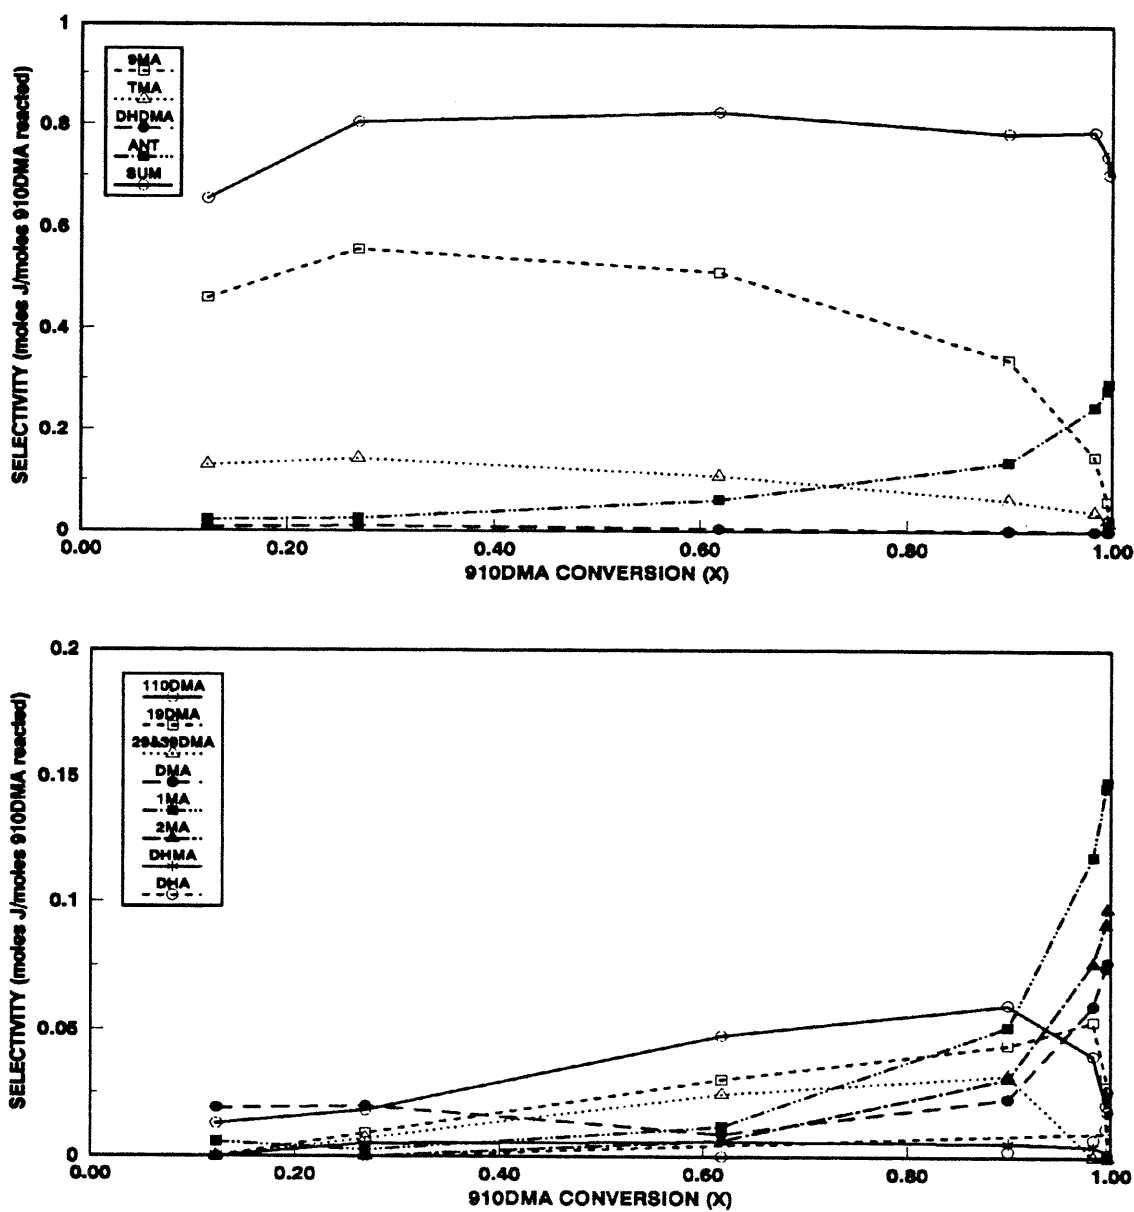 1
0.8
0.6
0.4
0.2
0
SELECTIVITY (moles J/moles 910DMA reacted)
9MA
TMA
DHDMA
ANT
SUM
0.00
0.20
0.40
0.60
0.80
1.00
910DMA CONVERSION (X)
0.2
0.15
0.1
0.05
0
SELECTIVITY (moles J/moles 910DMA reacted)
110DMA
19DMA
29&39DMA
DMA
1MA
2MA
DHMA
DHA
0.00
0.20
0.40
0.60
0.80
1.00
910DMA CONVERSION (X)